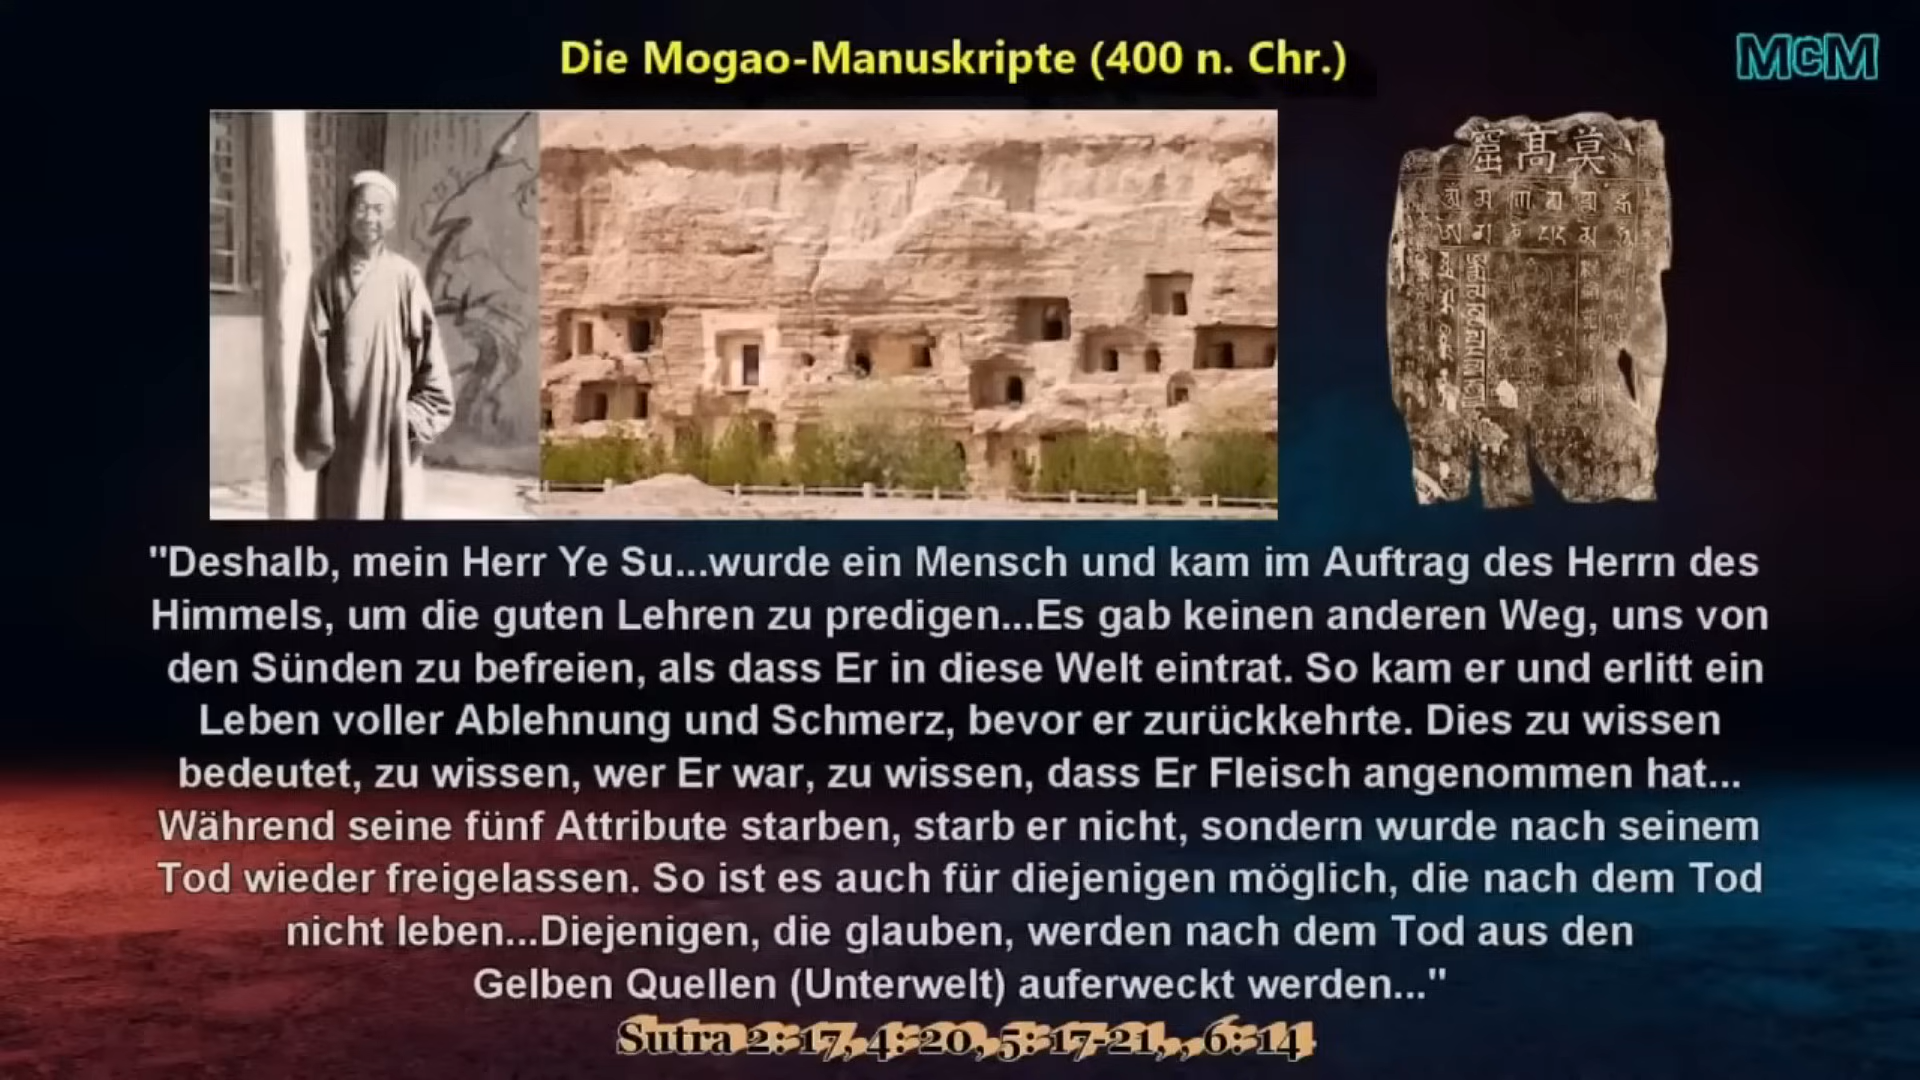 Die Mogao-Manuskripte (400 n. Chr.)
McM
窟高莫
"Deshalb, mein Herr Ye Su...wurde ein Mensch und kam im Auftrag des Herrn des
Himmels, um die guten Lehren zu predigen...Es gab keinen anderen Weg, uns von
den Sünden zu befreien, als dass Er in diese Welt eintrat. So kam er und erlitt ein
Leben voller Ablehnung und Schmerz, bevor er zurückkehrte. Dies zu wissen
bedeutet, zu wissen, wer Er war, zu wissen, dass Er Fleisch angenommen hat...
Während seine fünf Attribute starben, starb er nicht, sondern wurde nach seinem
Tod wieder freigelassen. So ist es auch für diejenigen möglich, die nach dem Tod
nicht leben...Diejenigen, die glauben, werden nach dem Tod aus den
Gelben Quellen (Unterwelt) auferweckt werden..."
Sutra 2:17, 4:20, 5:17-21, , 6:14